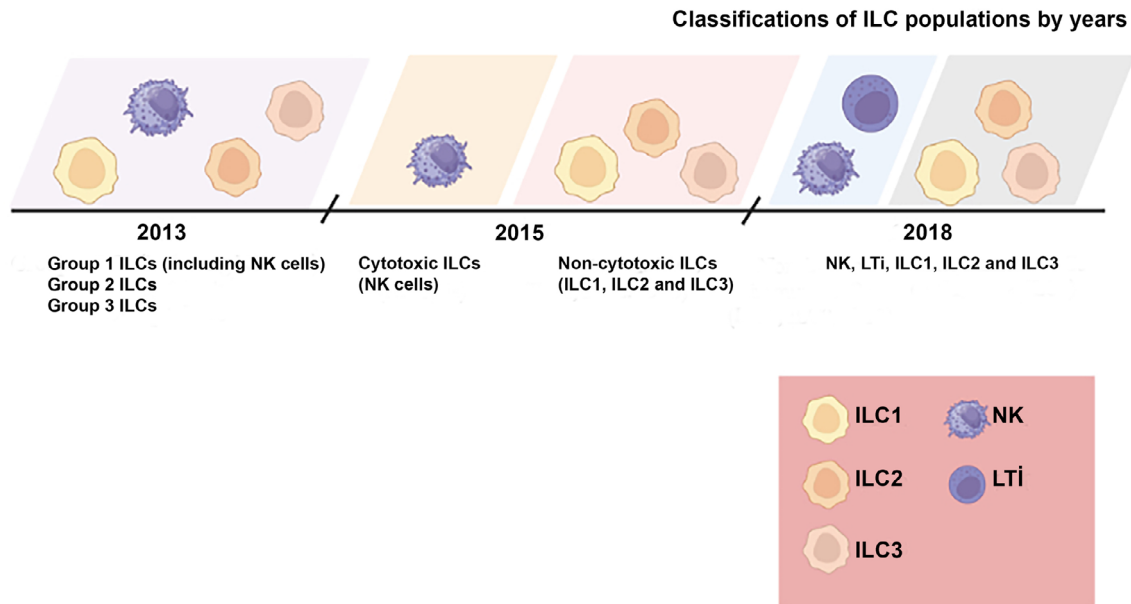 Classifications of ILC populations by years
2013
Group 1 ILCs (including NK cells)
Group 2 ILCs
Group 3 ILCs
2015
Cytotoxic ILCs
(NK cells)
Non-cytotoxic ILCs
(ILC1, ILC2 and ILC3)
2018
NK, LTi, ILC1, ILC2 and ILC3
ILC1
NK
ILC2
LTİ
ILC3